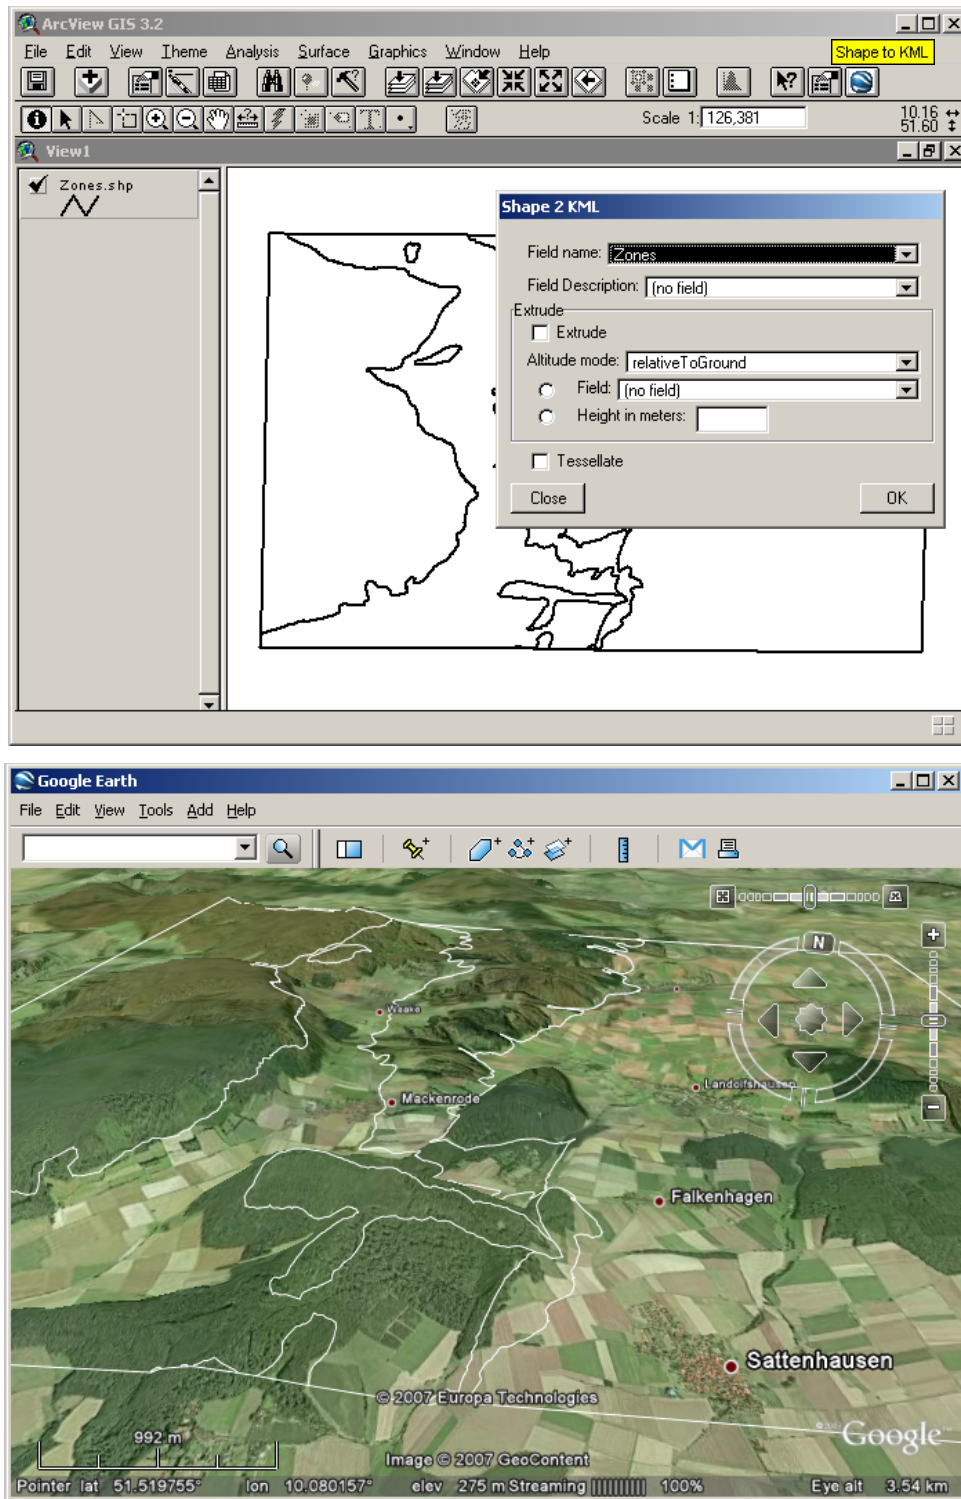 ArcView GIS 3.2
File Edit View Theme Analysis Surface Graphics Window Help
Shape to KML
Scale 1: 126,381
10.16
51.60
View1
Zones.shp
Shape 2 KML
Field name: Zones
Field Description: (no field)
Extrude
Extrude
Altitude mode: relativeToGround
Field: (no field)
Height in meters:
Tessellate
Close OK
Google Earth
File Edit View Tools Add Help
N
Waake
Landolfshausen
Mackenrode
Falkenhagen
Sattenhausen
© 2007 Europa Technologies
Google
992 m
Image © 2007 GeoContent
Pointer lat 51.519755° lon 10.080157° elev 275 m Streaming 100% Eye alt 3.54 km